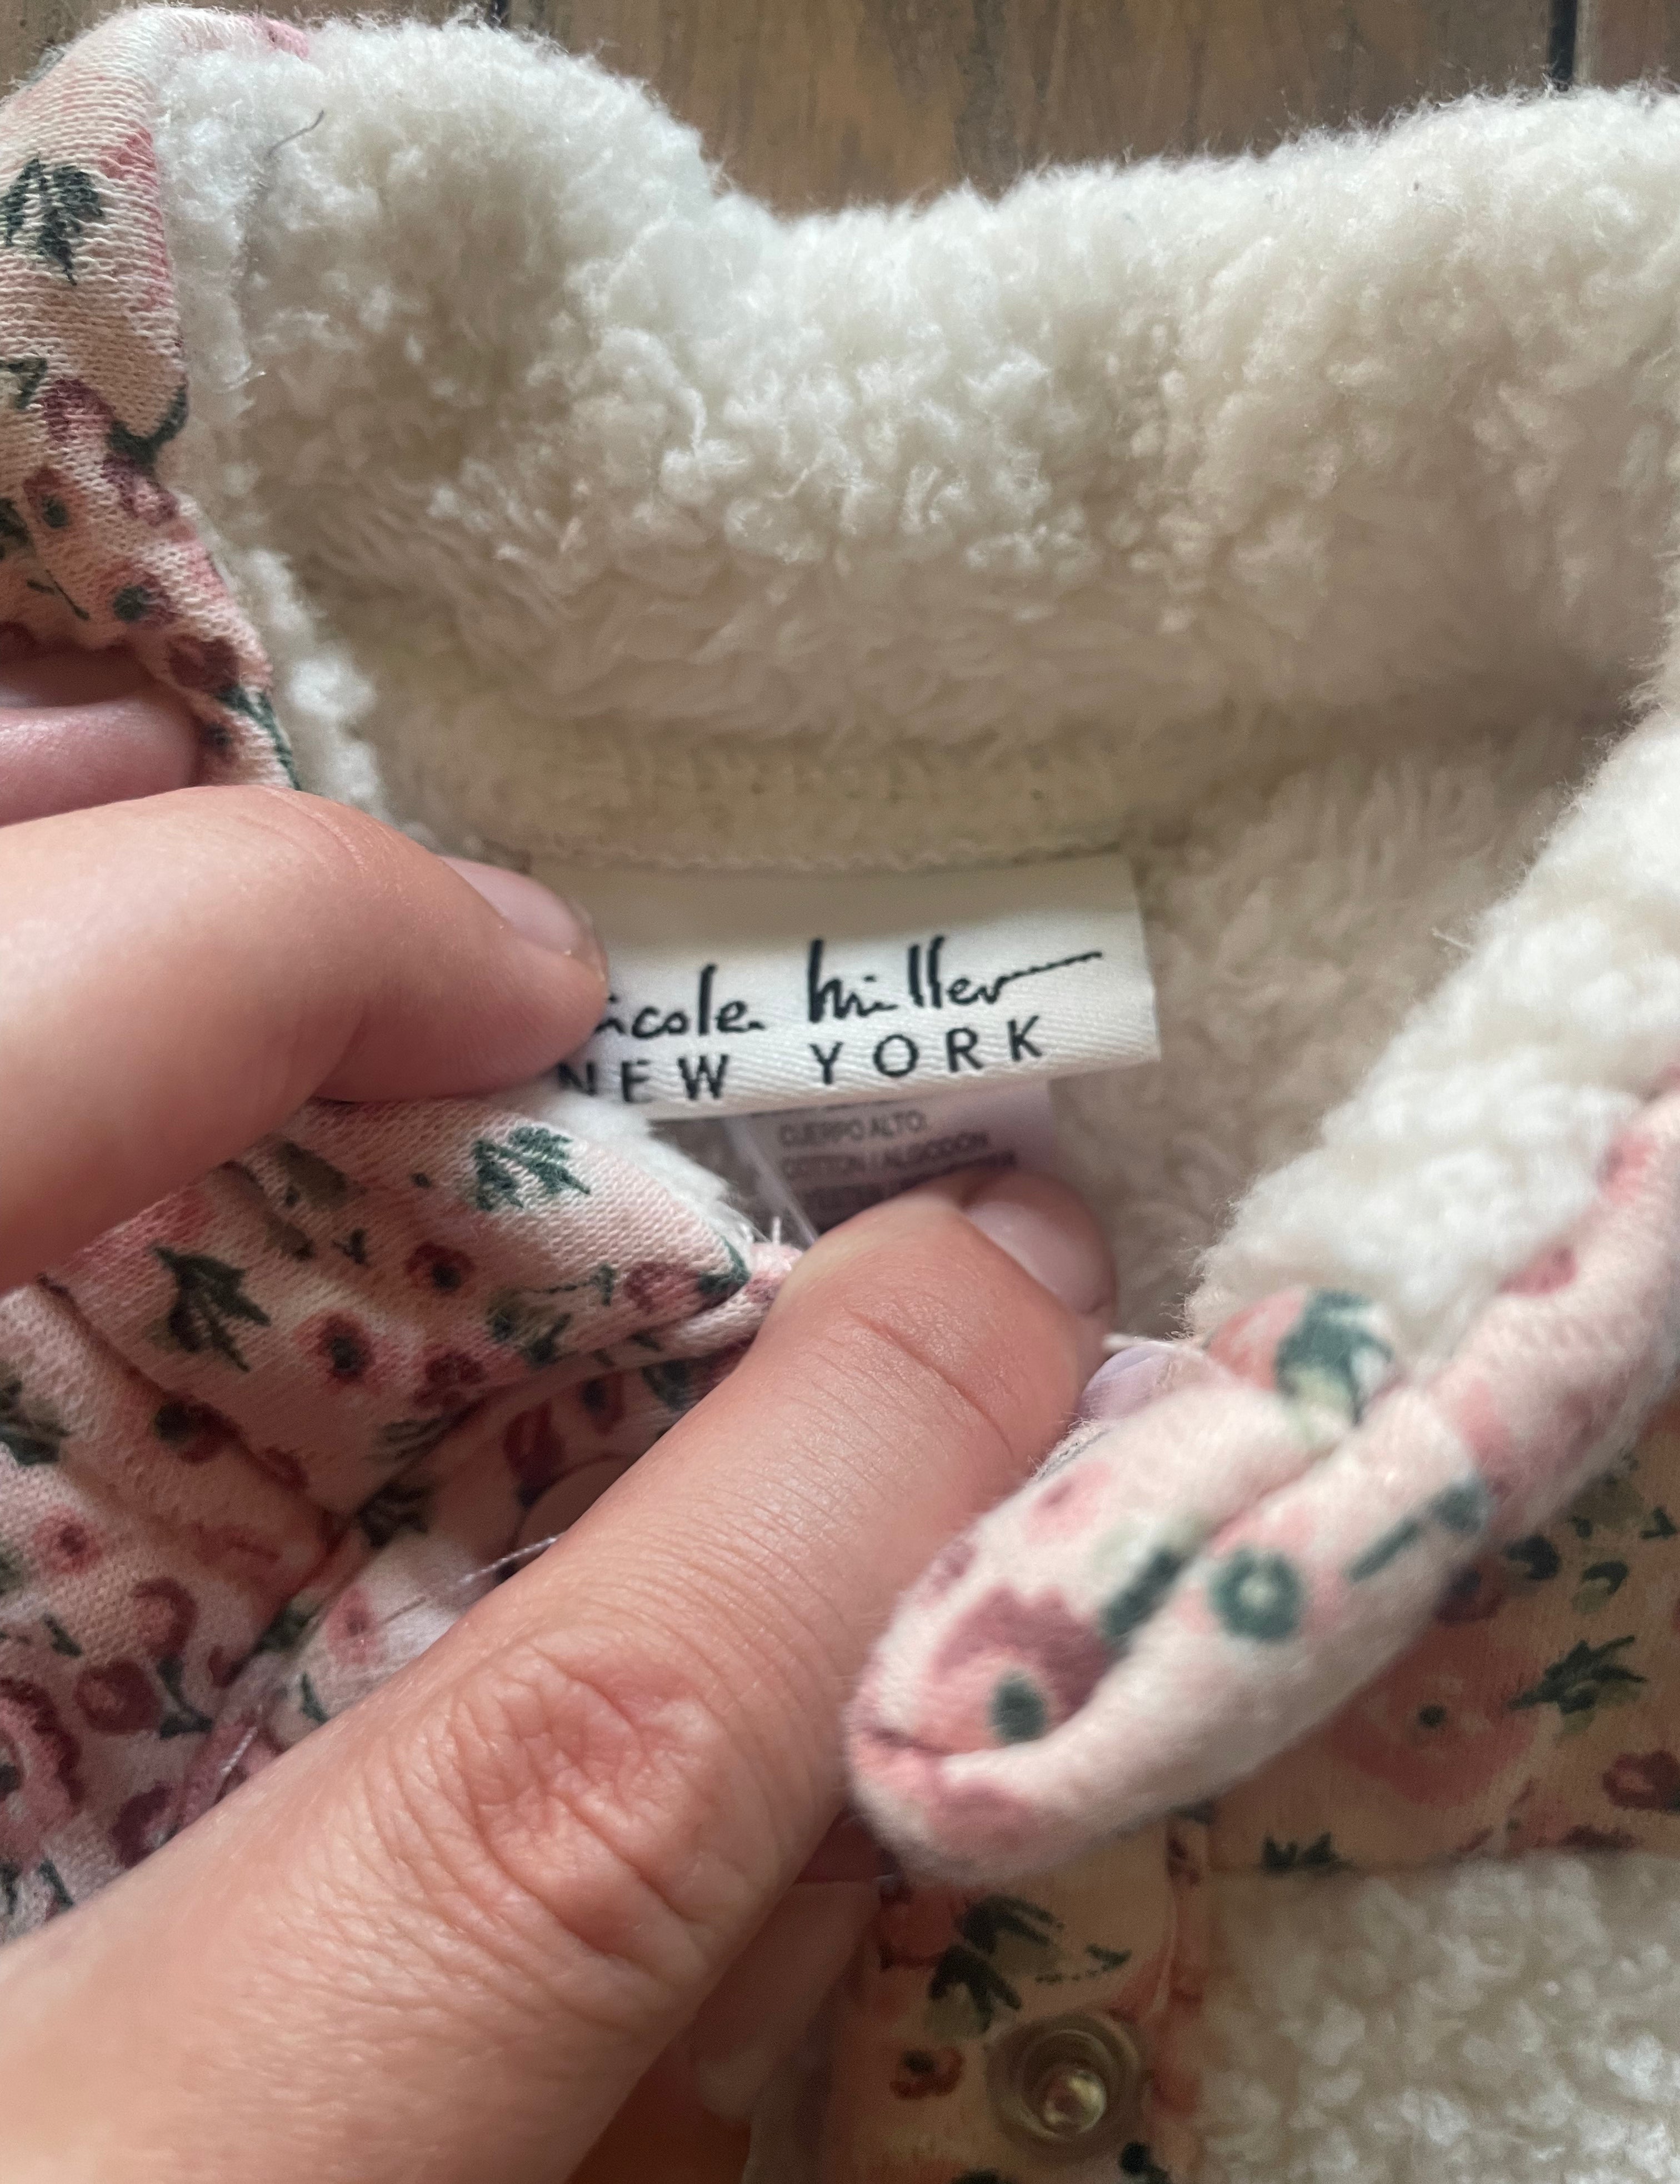 icole miller
NEW YORK
CUERPO ALTO:
COTTON / ALGODON